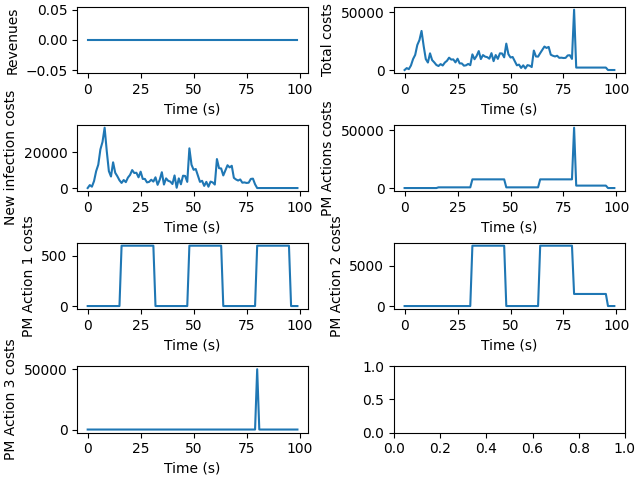 Revenues
0.05
0.00
−0.05
0 25 50 75 100
Time (s)
Total costs
50000
0
0 25 50 75 100
Time (s)
New infection costs
20000
0
0 25 50 75 100
Time (s)
PM Actions costs
50000
0
0 25 50 75 100
Time (s)
PM Action 1 costs
500
0
0 25 50 75 100
Time (s)
PM Action 2 costs
5000
0
0 25 50 75 100
Time (s)
PM Action 3 costs
50000
0
0 25 50 75 100
Time (s)
1.0
0.5
0.0
0.0 0.2 0.4 0.6 0.8 1.0